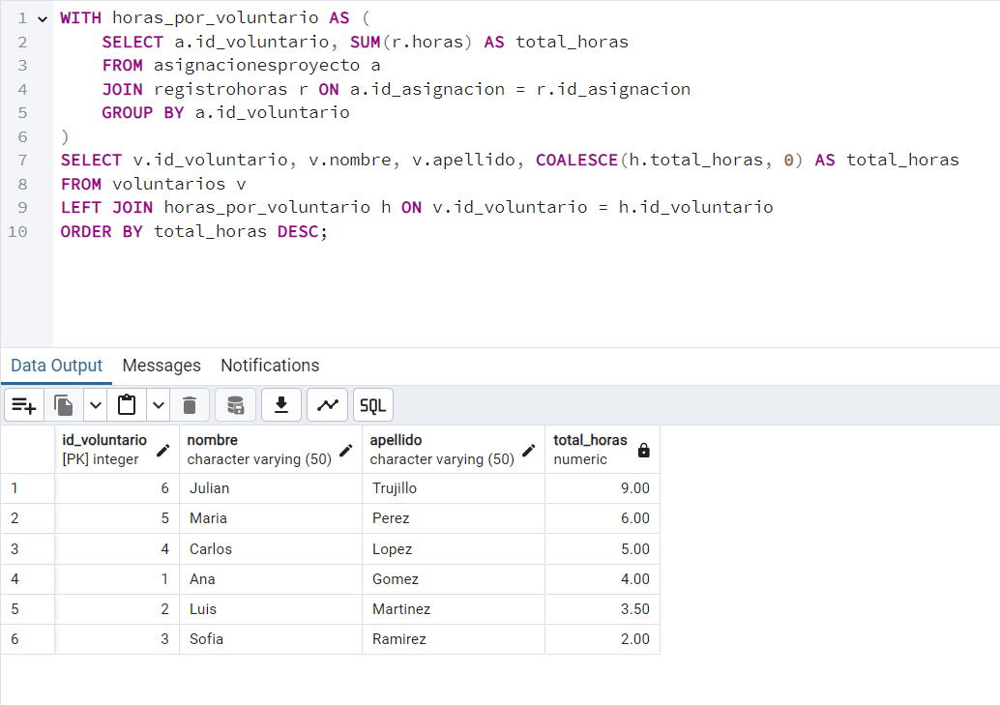 1 WITH horas_por_voluntario AS (
2 SELECT a.id_voluntario, SUM(r.horas) AS total_horas
3 FROM asignacionesproyecto a
4 JOIN registrohoras r ON a.id_asignacion = r.id_asignacion
5 GROUP BY a.id_voluntario
6 )
7 SELECT v.id_voluntario, v.nombre, v.apellido, COALESCE(h.total_horas, 0) AS total_horas
8 FROM voluntarios v
9 LEFT JOIN horas_por_voluntario h ON v.id_voluntario = h.id_voluntario
10 ORDER BY total_horas DESC;
Data Output Messages Notifications
SQL
id_voluntario nombre apellido total_horas
[PK] integer character varying (50) character varying (50) numeric
1 6 Julian Trujillo 9.00
2 5 Maria Perez 6.00
3 4 Carlos Lopez 5.00
4 1 Ana Gomez 4.00
5 2 Luis Martinez 3.50
6 3 Sofia Ramirez 2.00